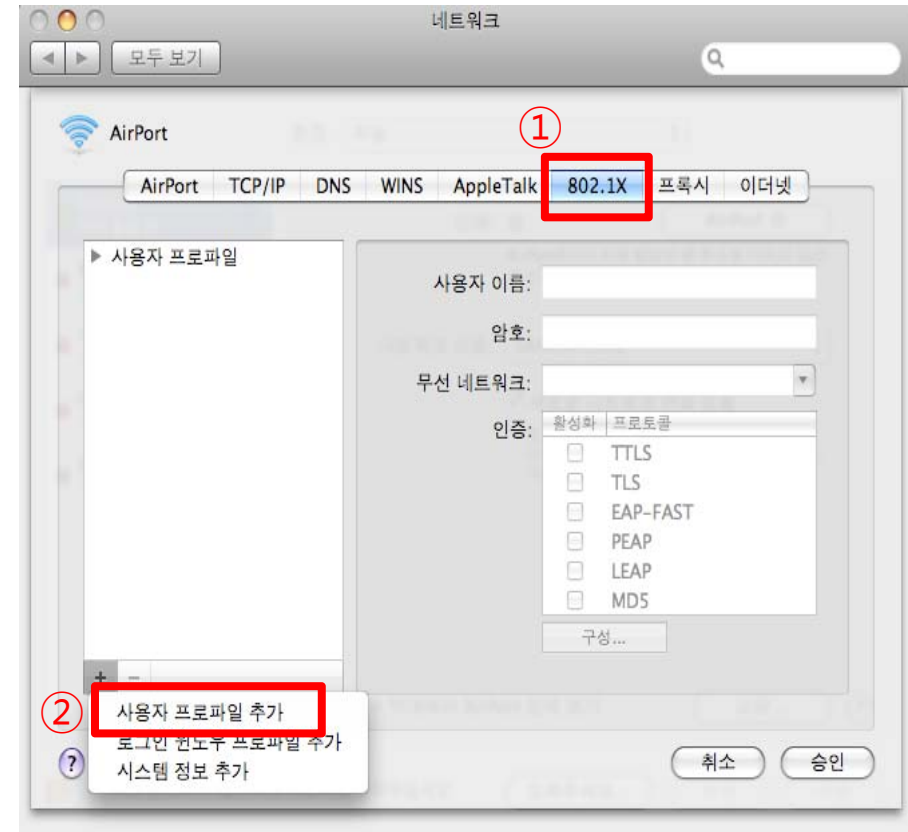 네트워크
모두 보기
①
AirPort
AirPort TCP/IP DNS WINS AppleTalk 802.1X 프록시 이더넷
사용자 프로파일
사용자 이름:
암호:
무선 네트워크:
인증:
활성화 프로토콜
TTLS
TLS
EAP-FAST
PEAP
LEAP
MD5
구성...
+ −
②
사용자 프로파일 추가
로그인 윈도우 프로파일 추가
시스템 정보 추가
?
취소 승인